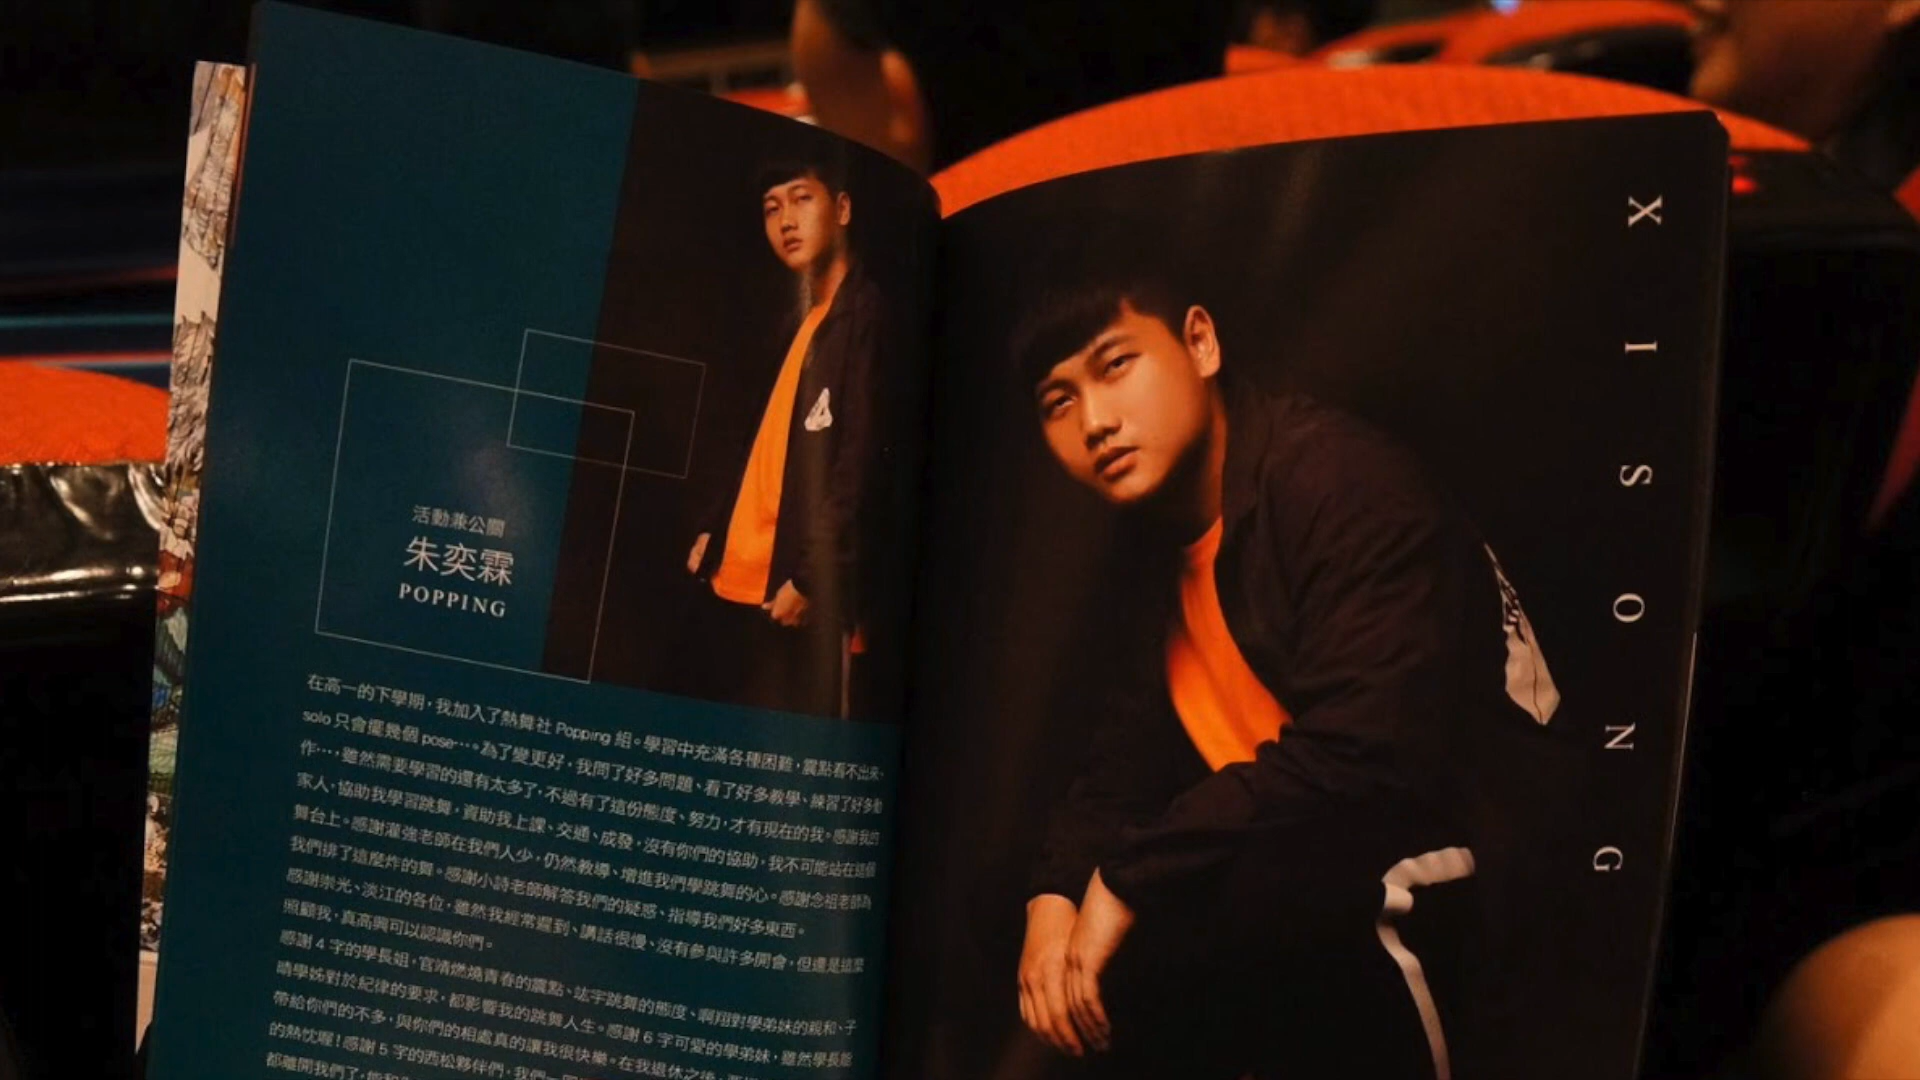 活動兼公關
朱奕霖
POPPING
在高一的下學期，我加入了熱舞社 Popping 組。學習中充滿各種困難，震點看不出來、
solo 只會擺幾個 pose⋯。為了變更好，我問了好多問題、看了好多教學、練習了好多動
作⋯，雖然需要學習的還有太多了，不過有了這份態度、努力，才有現在的我。感謝我的
家人，協助我學習跳舞，資助我上課、交通、成發，沒有你們的協助，我不可能站在這個
舞台上。感謝灌強老師在我們人少，仍然教導、增進我們學跳舞的心。感謝念祖老師為
我們排了這麼炸的舞。感謝小詩老師解答我們的疑惑、指導我們好多東西。
感謝崇光、淡江的各位，雖然我經常遲到、講話很慢、沒有參與許多開會，但還是這麼
照顧我，真高興可以認識你們。
感謝 4 字的學長姐，官靖燃燒青春的震點、竑宇跳舞的態度、啊翔對學弟妹的親和、子
晴學姊對於紀律的要求，都影響我的跳舞人生。感謝 6 字可愛的學弟妹，雖然學長能
帶給你們的不多，與你們的相處真的讓我很快樂。在我退休之後，
的熱忱喔！感謝 5 字的西松夥伴們，我們一
都離開我們了，能和
XISONG